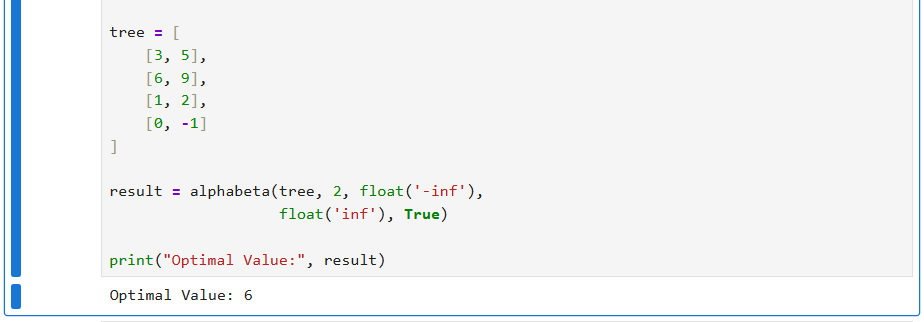 tree = [
    [3, 5],
    [6, 9],
    [1, 2],
    [0, -1]
]
result = alphabeta(tree, 2, float('-inf'),
                   float('inf'), True)
print("Optimal Value:", result)
Optimal Value: 6